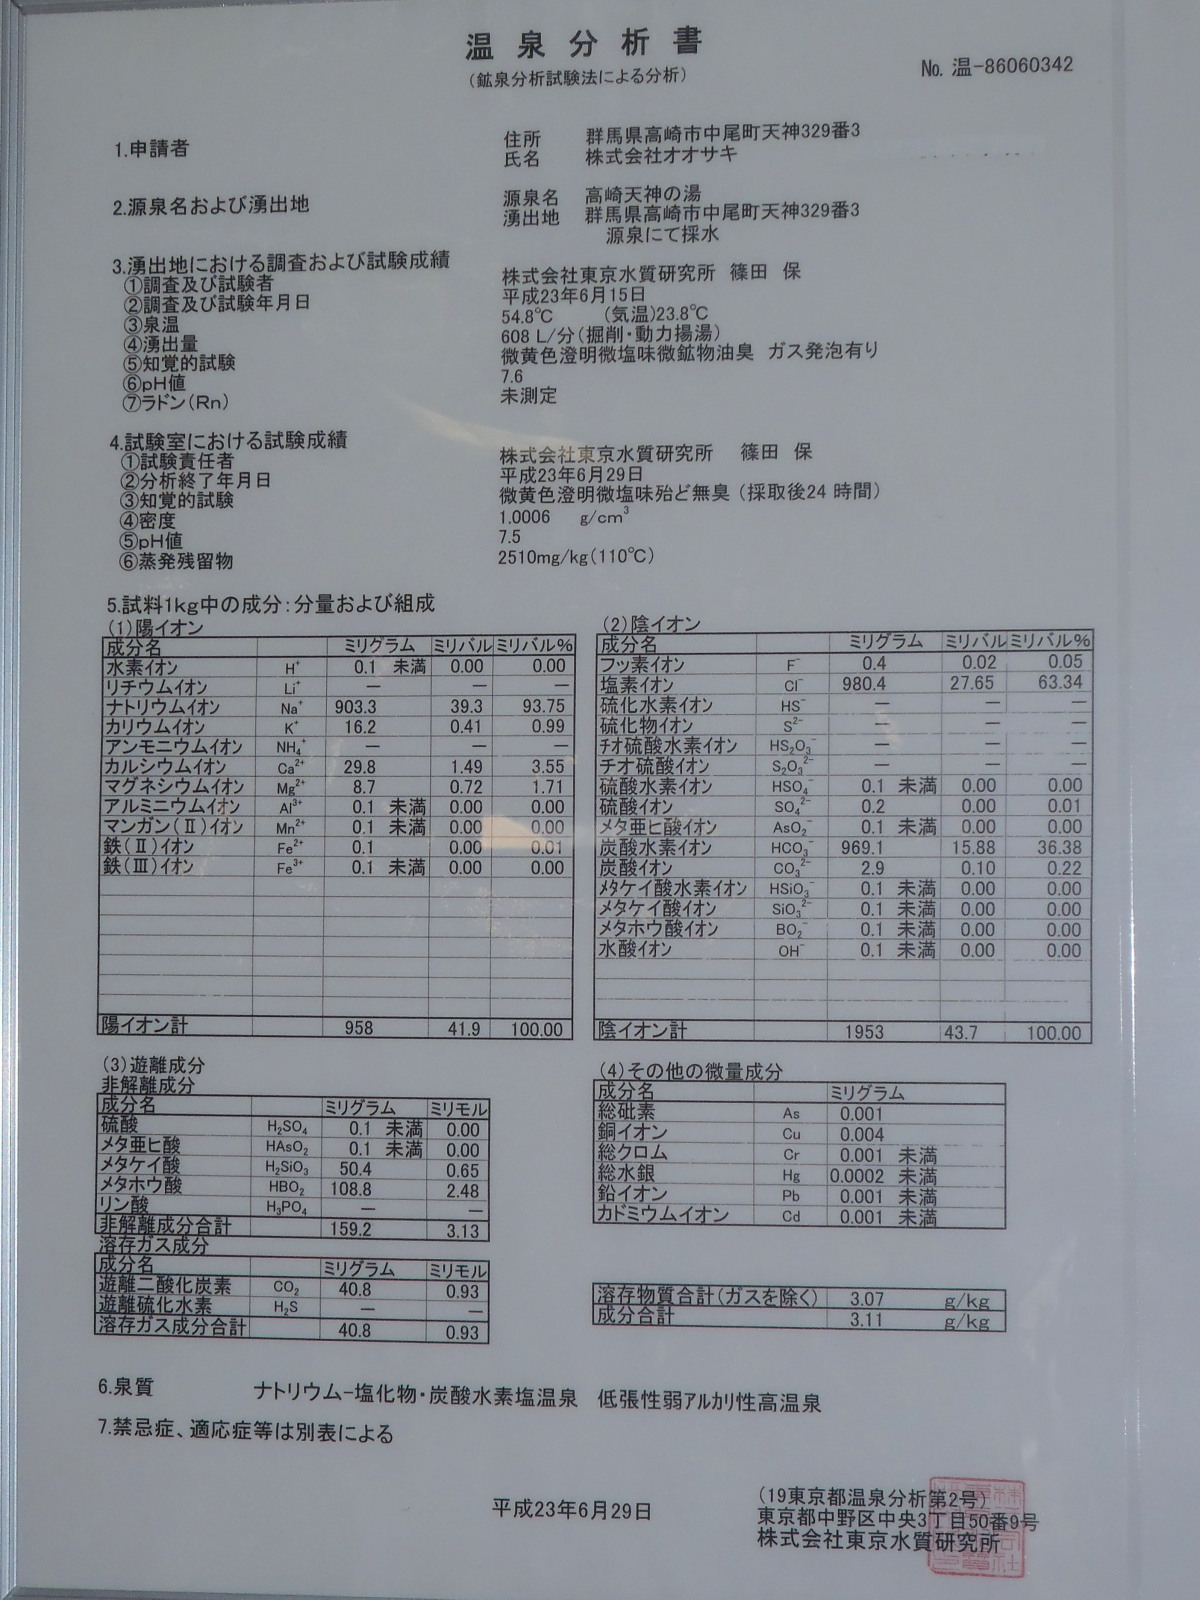 温泉分析書
(鉱泉分析試験法による分析)
No. 温-86060342
1.申請者
住所 群馬県高崎市中尾町天神329番3
氏名 株式会社オオサキ
2.源泉名および湧出地
源泉名 高崎天神の湯
湧出地 群馬県高崎市中尾町天神329番3
源泉にて採水
3.湧出地における調査および試験成績
①調査及び試験者 株式会社東京水質研究所 篠田 保
②調査及び試験年月日 平成23年6月15日
③泉温 54.8℃ (気温)23.8℃
④湧出量 608 L/分(掘削・動力揚湯)
⑤知覚的試験 微黄色澄明微塩味微鉱物油臭 ガス発泡有り
⑥pH値 7.6
⑦ラドン(Rn) 未測定
4.試験室における試験成績
①試験責任者 株式会社東京水質研究所 篠田 保
②分析終了年月日 平成23年6月29日
③知覚的試験 微黄色澄明微塩味殆ど無臭 (採取後24 時間)
④密度 1.0006 g/cm³
⑤pH値 7.5
⑥蒸発残留物 2510mg/kg(110℃)
5.試料1kg中の成分:分量および組成
(1)陽イオン
成分名 ミリグラム ミリバル ミリバル%
水素イオン H⁺ 0.1 未満 0.00 0.00
リチウムイオン Li⁺ — — —
ナトリウムイオン Na⁺ 903.3 39.3 93.75
カリウムイオン K⁺ 16.2 0.41 0.99
アンモニウムイオン NH₄⁺ — — —
カルシウムイオン Ca²⁺ 29.8 1.49 3.55
マグネシウムイオン Mg²⁺ 8.7 0.72 1.71
アルミニウムイオン Al³⁺ 0.1 未満 0.00 0.00
マンガン(Ⅱ)イオン Mn²⁺ 0.1 未満 0.00 0.00
鉄(Ⅱ)イオン Fe²⁺ 0.1 0.00 0.01
鉄(Ⅲ)イオン Fe³⁺ 0.1 未満 0.00 0.00
陽イオン計 958 41.9 100.00
(2)陰イオン
成分名 ミリグラム ミリバル ミリバル%
フッ素イオン F⁻ 0.4 0.02 0.05
塩素イオン Cl⁻ 980.4 27.65 63.34
硫化水素イオン HS⁻ — — —
硫化物イオン S²⁻ — — —
チオ硫酸水素イオン HS₂O₃⁻ — — —
チオ硫酸イオン S₂O₃²⁻ — — —
硫酸水素イオン HSO₄⁻ 0.1 未満 0.00 0.00
硫酸イオン SO₄²⁻ 0.2 0.00 0.01
メタ亜ヒ酸イオン AsO₂⁻ 0.1 未満 0.00 0.00
炭酸水素イオン HCO₃⁻ 969.1 15.88 36.38
炭酸イオン CO₃²⁻ 2.9 0.10 0.22
メタケイ酸水素イオン HSiO₃⁻ 0.1 未満 0.00 0.00
メタケイ酸イオン SiO₃²⁻ 0.1 未満 0.00 0.00
メタホウ酸イオン BO₂⁻ 0.1 未満 0.00 0.00
水酸イオン OH⁻ 0.1 未満 0.00 0.00
陰イオン計 1953 43.7 100.00
(3)遊離成分
非解離成分
成分名 ミリグラム ミリモル
硫酸 H₂SO₄ 0.1 未満 0.00
メタ亜ヒ酸 HAsO₂ 0.1 未満 0.00
メタケイ酸 H₂SiO₃ 50.4 0.65
メタホウ酸 HBO₂ 108.8 2.48
リン酸 H₃PO₄ — —
非解離成分合計 159.2 3.13
溶存ガス成分
成分名 ミリグラム ミリモル
遊離二酸化炭素 CO₂ 40.8 0.93
遊離硫化水素 H₂S — —
溶存ガス成分合計 40.8 0.93
(4)その他の微量成分
成分名 ミリグラム
総砒素 As 0.001
銅イオン Cu 0.004
総クロム Cr 0.001 未満
総水銀 Hg 0.0002 未満
鉛イオン Pb 0.001 未満
カドミウムイオン Cd 0.001 未満
溶存物質合計(ガスを除く) 3.07 g/kg
成分合計 3.11 g/kg
6.泉質 ナトリウム-塩化物・炭酸水素塩温泉 低張性弱アルカリ性高温泉
7.禁忌症、適応症等は別表による
平成23年6月29日
(19東京都温泉分析第2号)
東京都中野区中央3丁目50番9号
株式会社東京水質研究所